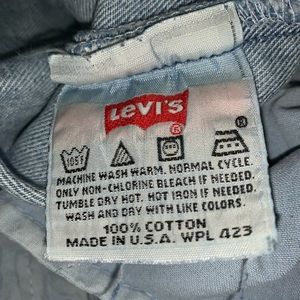 LEVI'S
105F
MACHINE WASH WARM. NORMAL CYCLE.
ONLY NON-CHLORINE BLEACH IF NEEDED.
TUMBLE DRY HOT. HOT IRON IF NEEDED.
WASH AND DRY WITH LIKE COLORS.
100% COTTON
MADE IN U.S.A. WPL 423